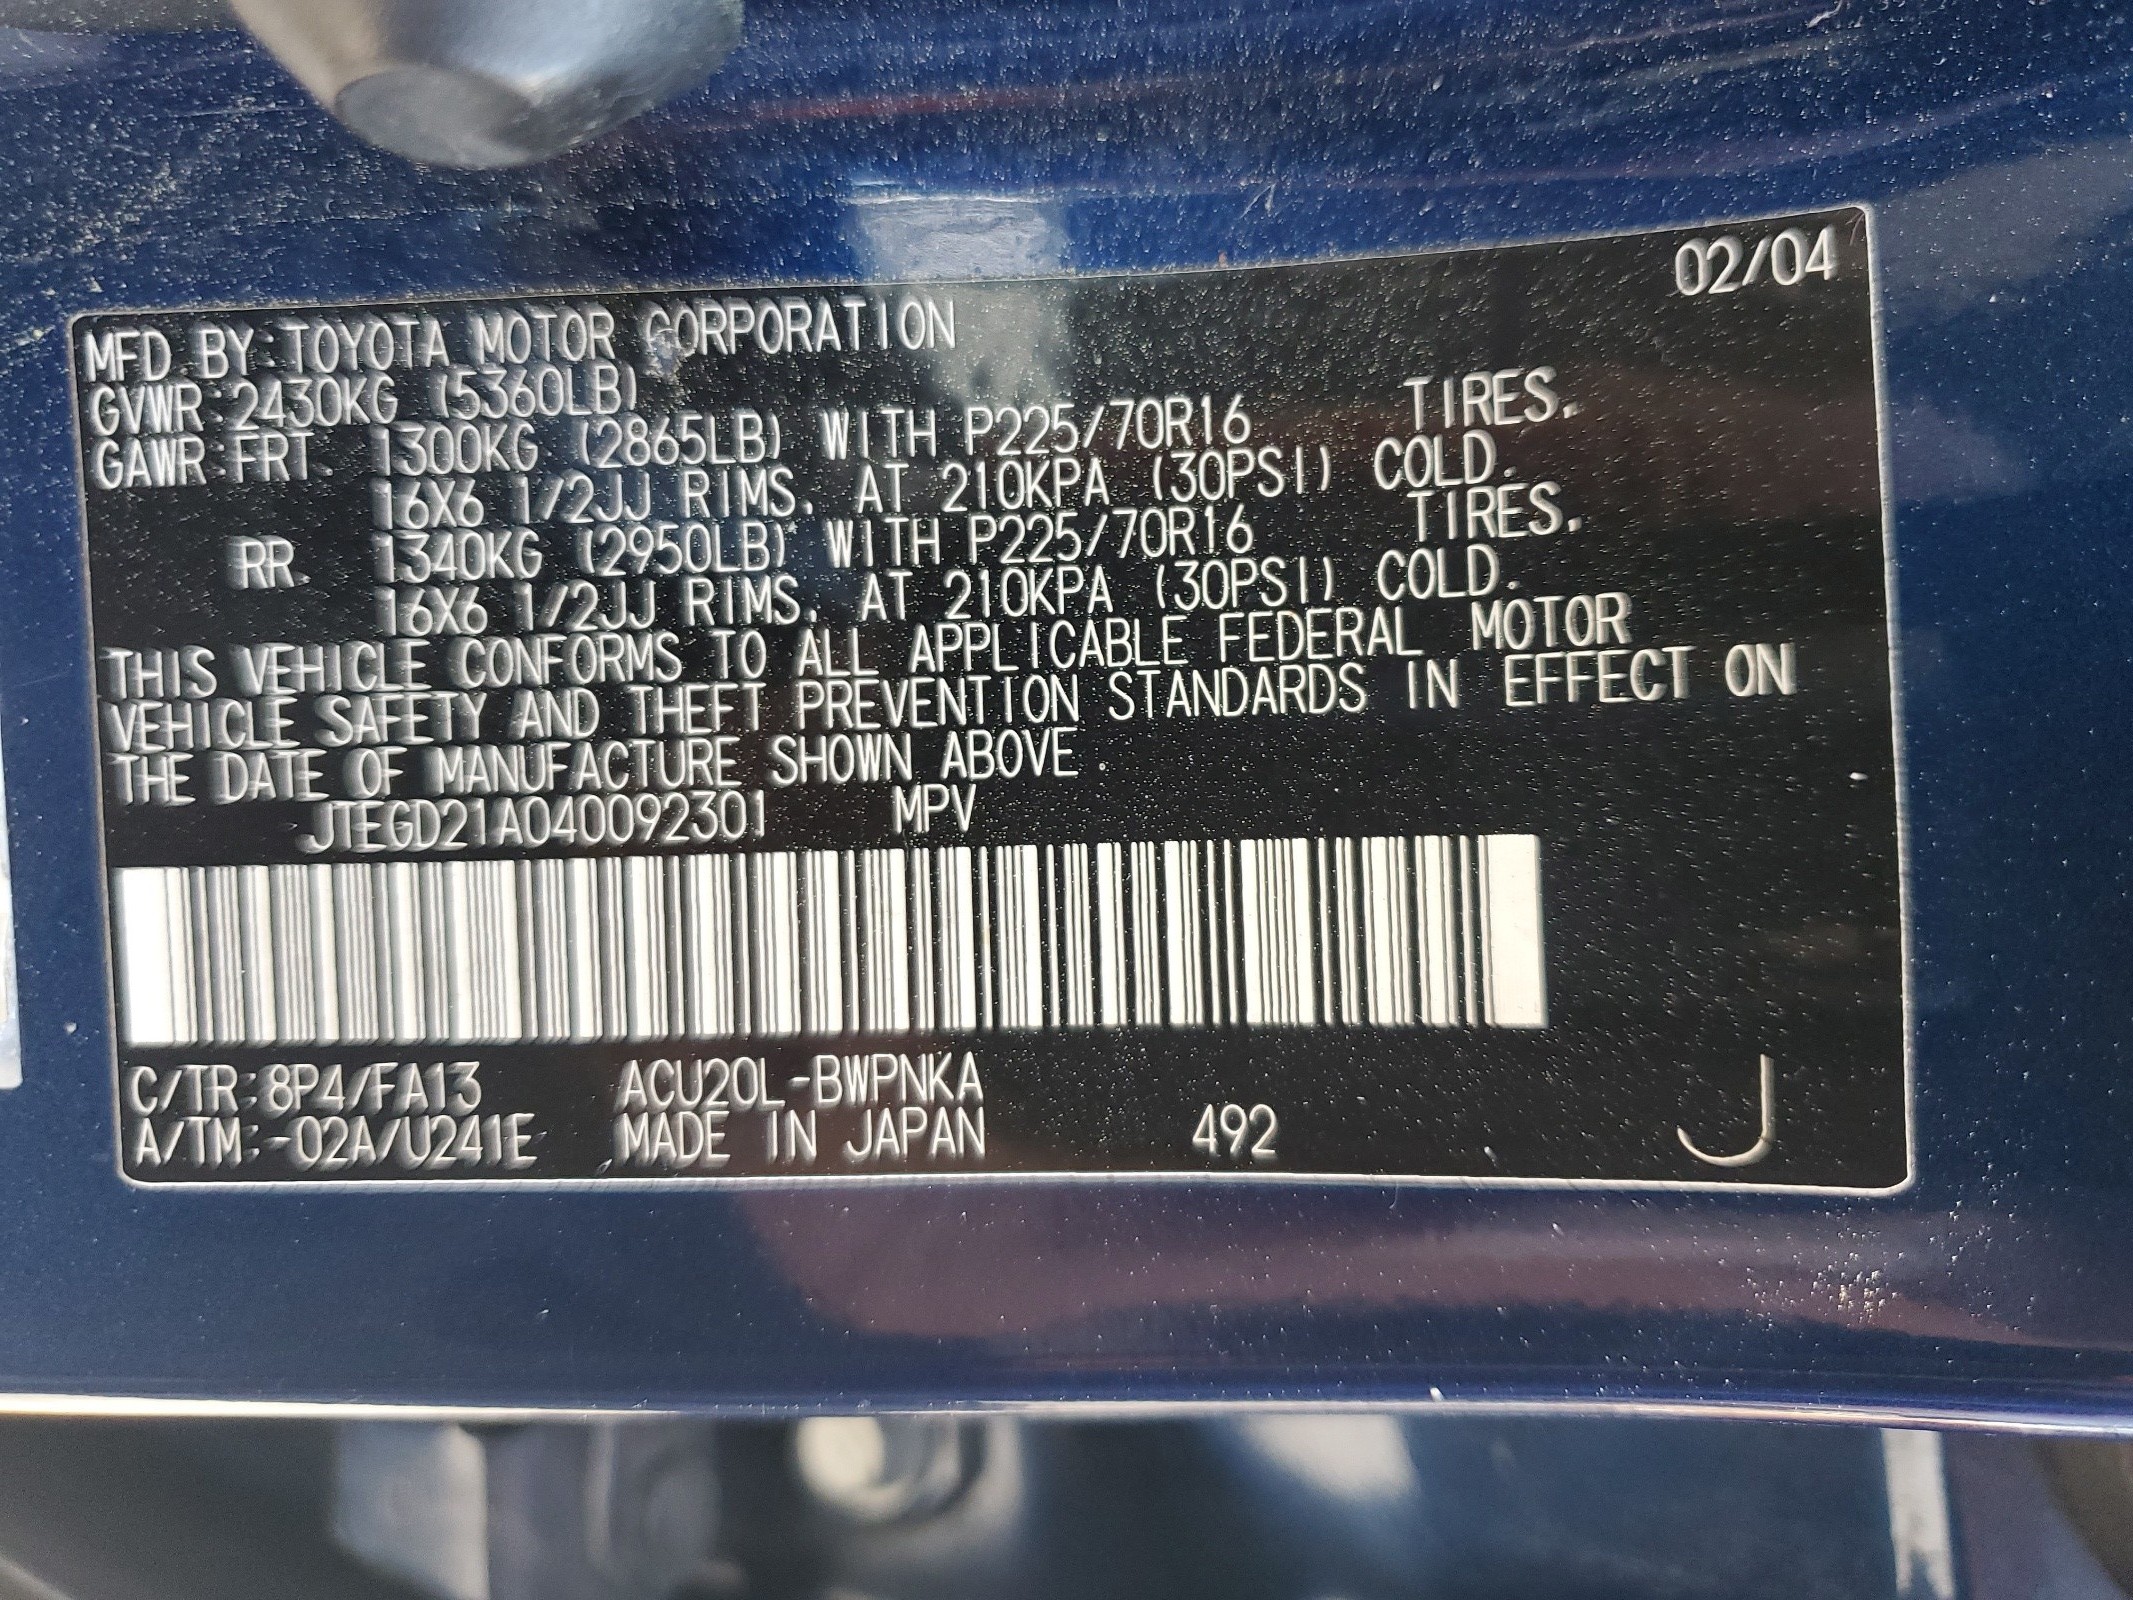 02/04
MFD. BY: TOYOTA MOTOR CORPORATION
GVWR: 2430KG (5360LB)
GAWR: FRT. 1300KG (2865LB) WITH P225/70R16 TIRES.
16X6 1/2JJ RIMS. AT 210KPA (30PSI) COLD.
RR. 1340KG (2950LB) WITH P225/70R16 TIRES.
16X6 1/2JJ RIMS. AT 210KPA (30PSI) COLD.
THIS VEHICLE CONFORMS TO ALL APPLICABLE FEDERAL MOTOR
VEHICLE SAFETY AND THEFT PREVENTION STANDARDS IN EFFECT ON
THE DATE OF MANUFACTURE SHOWN ABOVE.
JTEGD21A040092301 MPV
C/TR: 8P4/FA13 ACU20L-BWPNKA
A/TM: -02A/U241E MADE IN JAPAN 492 J